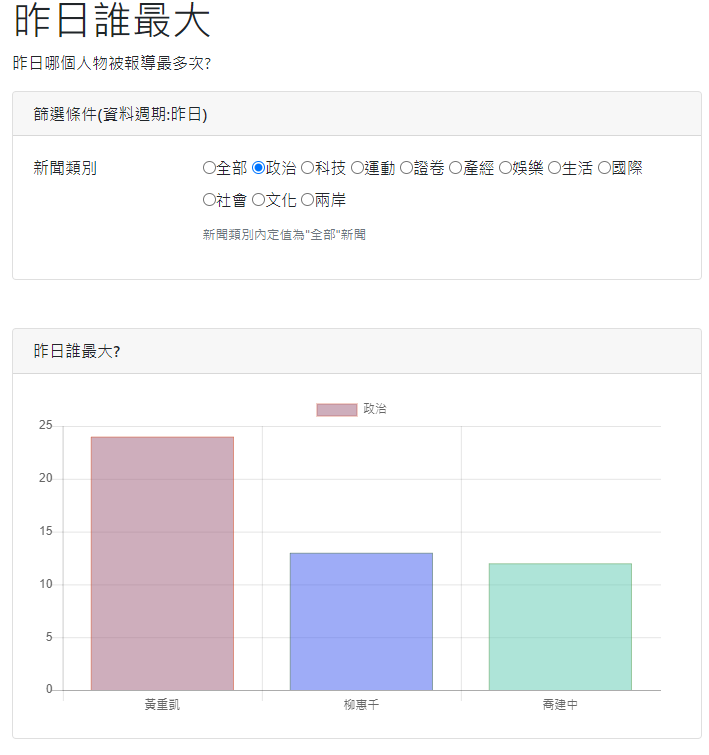 昨日誰最大
昨日哪個人物被報導最多次?
篩選條件(資料週期:昨日)
新聞類別
全部 政治 科技 運動 證卷 產經 娛樂 生活 國際
社會 文化 兩岸
新聞類別內定值為"全部"新聞
昨日誰最大?
政治
25
20
15
10
5
0
黃重凱 柳惠千 喬建中